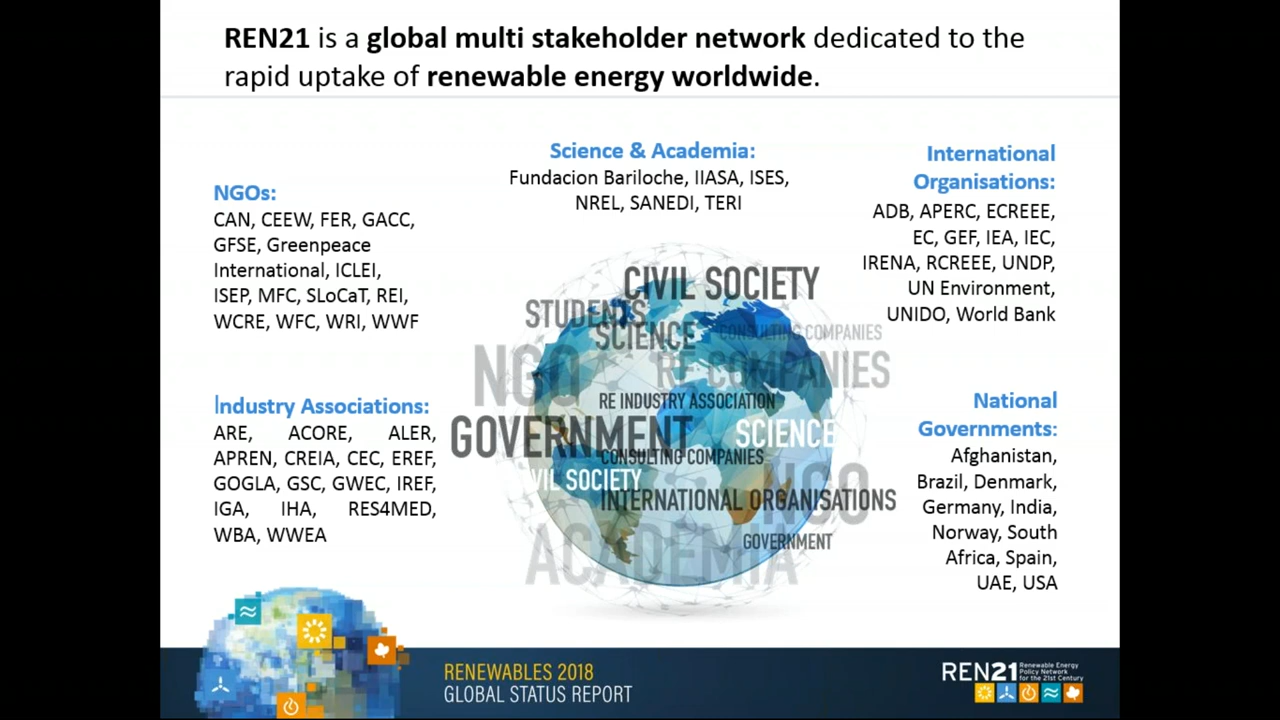 REN21 is a global multi stakeholder network dedicated to the
rapid uptake of renewable energy worldwide.
Science & Academia:
Fundacion Bariloche, IIASA, ISES,
NREL, SANEDI, TERI
International
Organisations:
ADB, APERC, ECREEE,
EC, GEF, IEA, IEC,
IRENA, RCREEE, UNDP,
UN Environment,
UNIDO, World Bank
NGOs:
CAN, CEEW, FER, GACC,
GFSE, Greenpeace
International, ICLEI,
ISEP, MFC, SLoCaT, REI,
WCRE, WFC, WRI, WWF
Industry Associations:
ARE, ACORE, ALER,
APREN, CREIA, CEC, EREF,
GOGLA, GSC, GWEC, IREF,
IGA, IHA, RES4MED,
WBA, WWEA
National
Governments:
Afghanistan,
Brazil, Denmark,
Germany, India,
Norway, South
Africa, Spain,
UAE, USA
CIVIL SOCIETY
STUDENTS
SCIENCE
CONSULTING COMPANIES
NGO
RE COMPANIES
RE INDUSTRY ASSOCIATION
GOVERNMENT
SCIENCE
CONSULTING COMPANIES
CIVIL SOCIETY
NGO
INTERNATIONAL ORGANISATIONS
GOVERNMENT
ACADEMIA
RENEWABLES 2018
GLOBAL STATUS REPORT
REN21
Renewable Energy
Policy Network
for the 21st Century